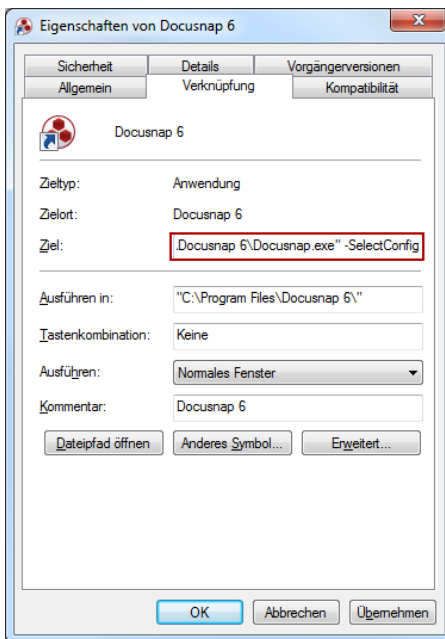 Eigenschaften von Docusnap 6
Sicherheit Details Vorgängerversionen
Allgemein Verknüpfung Kompatibilität
Docusnap 6
Zieltyp: Anwendung
Zielort: Docusnap 6
Ziel: .Docusnap 6\Docusnap.exe" -SelectConfig
Ausführen in: "C:\Program Files\Docusnap 6\"
Tastenkombination: Keine
Ausführen: Normales Fenster
Kommentar: Docusnap 6
Dateipfad öffnen Anderes Symbol... Erweitert...
OK Abbrechen Übernehmen